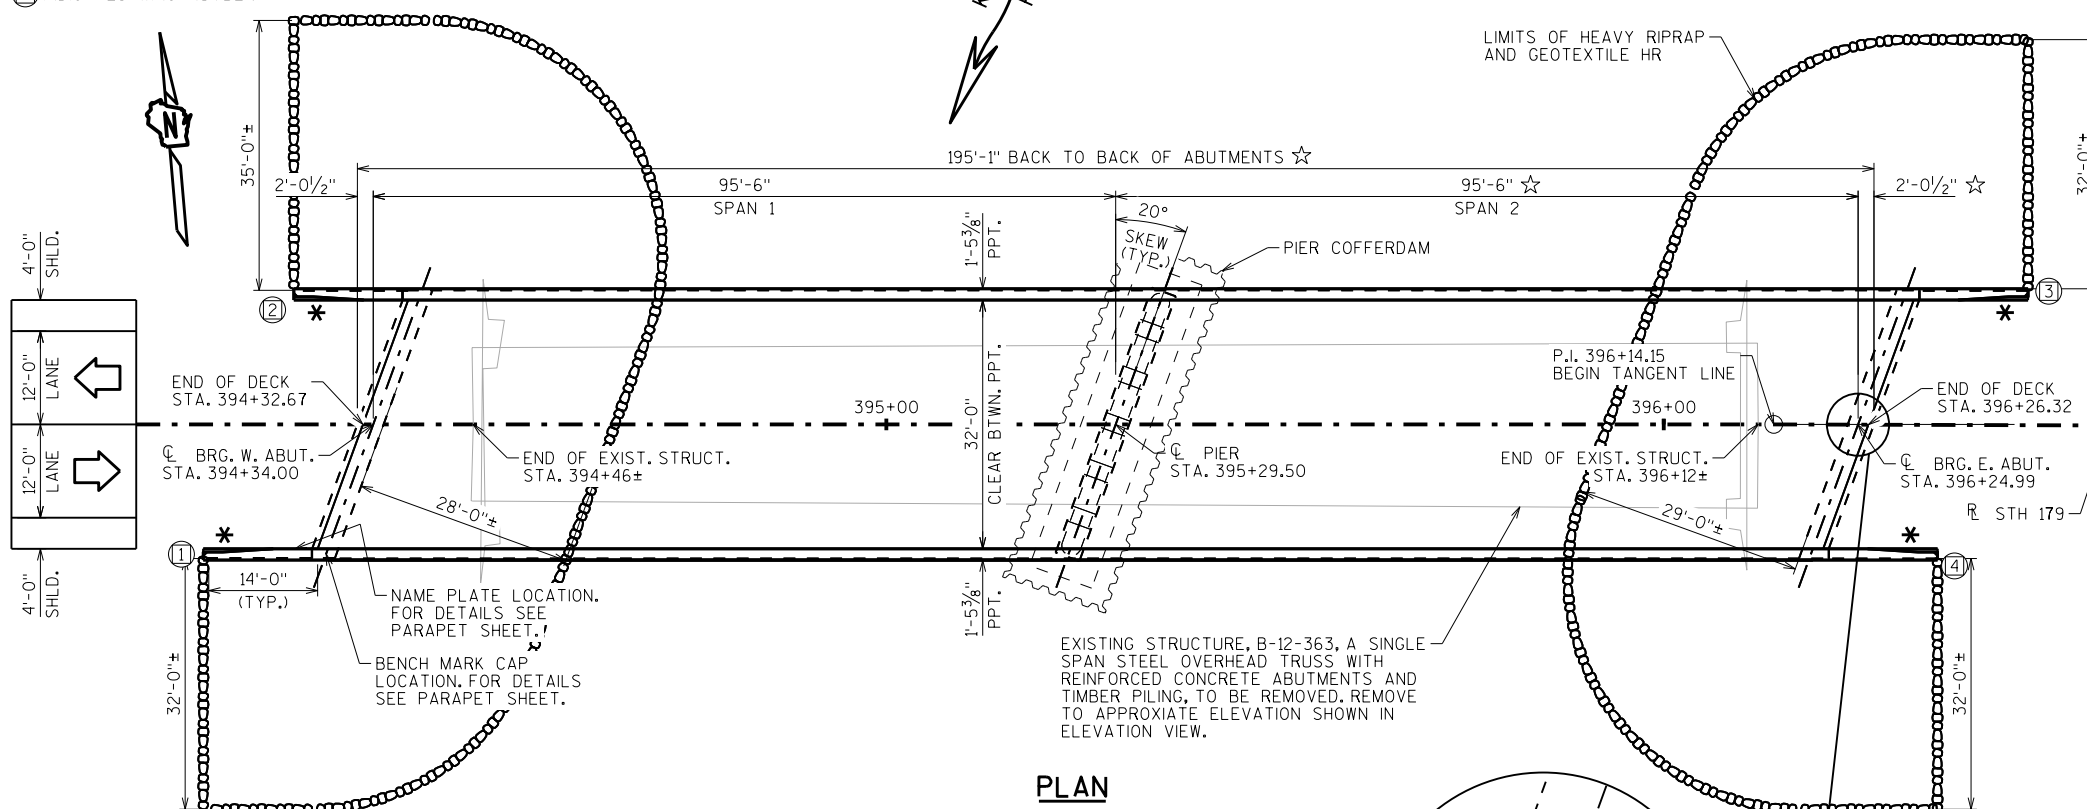 LIMITS OF HEAVY RIPRAP
AND GEOTEXTILE HR
N
35'-0"±
32'-0"±
195'-1" BACK TO BACK OF ABUTMENTS ☆
2'-0½"
95'-6"
SPAN 1
95'-6" ☆
SPAN 2
2'-0½" ☆
20°
SKEW
(TYP.)
1'-5⅜"
PPT.
PIER COFFERDAM
4'-0"
SHLD.
2
*
3
*
12'-0"
LANE
12'-0"
LANE
4'-0"
SHLD.
END OF DECK
STA. 394+32.67
℄ BRG. W. ABUT.
STA. 394+34.00
END OF EXIST. STRUCT.
STA. 394+46±
28'-0"±
395+00
32'-0"
CLEAR BTWN. PPT.
℄ PIER
STA. 395+29.50
P.I. 396+14.15
BEGIN TANGENT LINE
396+00
END OF EXIST. STRUCT.
STA. 396+12±
29'-0"±
END OF DECK
STA. 396+26.32
℄ BRG. E. ABUT.
STA. 396+24.99
R STH 179
1
*
*
4
14'-0"
(TYP.)
NAME PLATE LOCATION.
FOR DETAILS SEE
PARAPET SHEET.
BENCH MARK CAP
LOCATION. FOR DETAILS
SEE PARAPET SHEET.
1'-5⅜"
PPT.
32'-0"±
32'-0"±
EXISTING STRUCTURE, B-12-363, A SINGLE
SPAN STEEL OVERHEAD TRUSS WITH
REINFORCED CONCRETE ABUTMENTS AND
TIMBER PILING, TO BE REMOVED. REMOVE
TO APPROXIATE ELEVATION SHOWN IN
ELEVATION VIEW.
PLAN